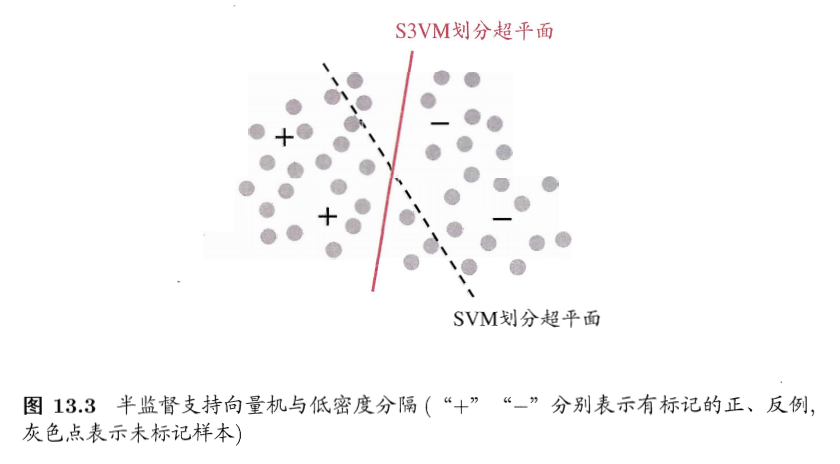 S3VM划分超平面
+
−
+
−
SVM划分超平面
图 13.3 半监督支持向量机与低密度分隔 (“+” “−” 分别表示有标记的正、反例,
灰色点表示未标记样本)